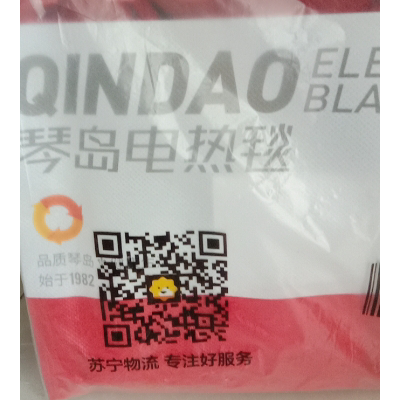 QINDAO ELE
BLA
琴岛电热毯
品质琴岛
始于1982
苏宁物流 专注好服务